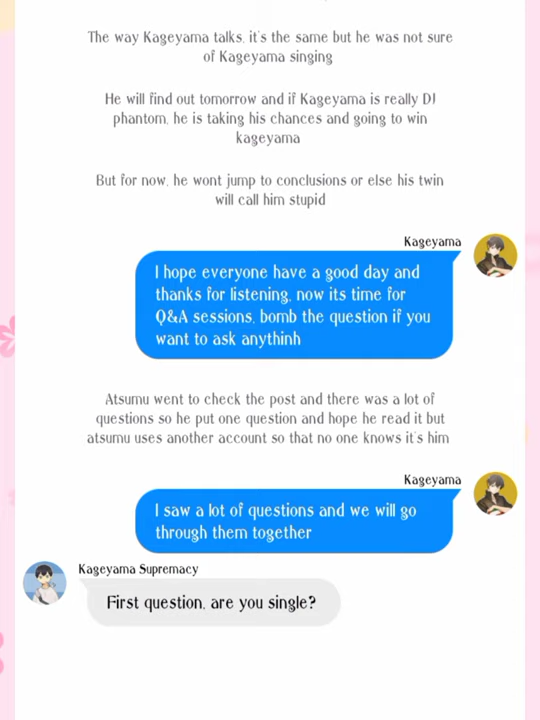 The way Kageyama talks, it's the same but he was not sure
of Kageyama singing
He will find out tomorrow and if Kageyama is really DJ
phantom, he is taking his chances and going to win
kageyama
But for now, he wont jump to conclusions or else his twin
will call him stupid
Kageyama
I hope everyone have a good day and
thanks for listening, now its time for
Q&A sessions, bomb the question if you
want to ask anythinh
Atsumu went to check the post and there was a lot of
questions so he put one question and hope he read it but
atsumu uses another account so that no one knows it's him
Kageyama
I saw a lot of questions and we will go
through them together
Kageyama Supremacy
First question, are you single?